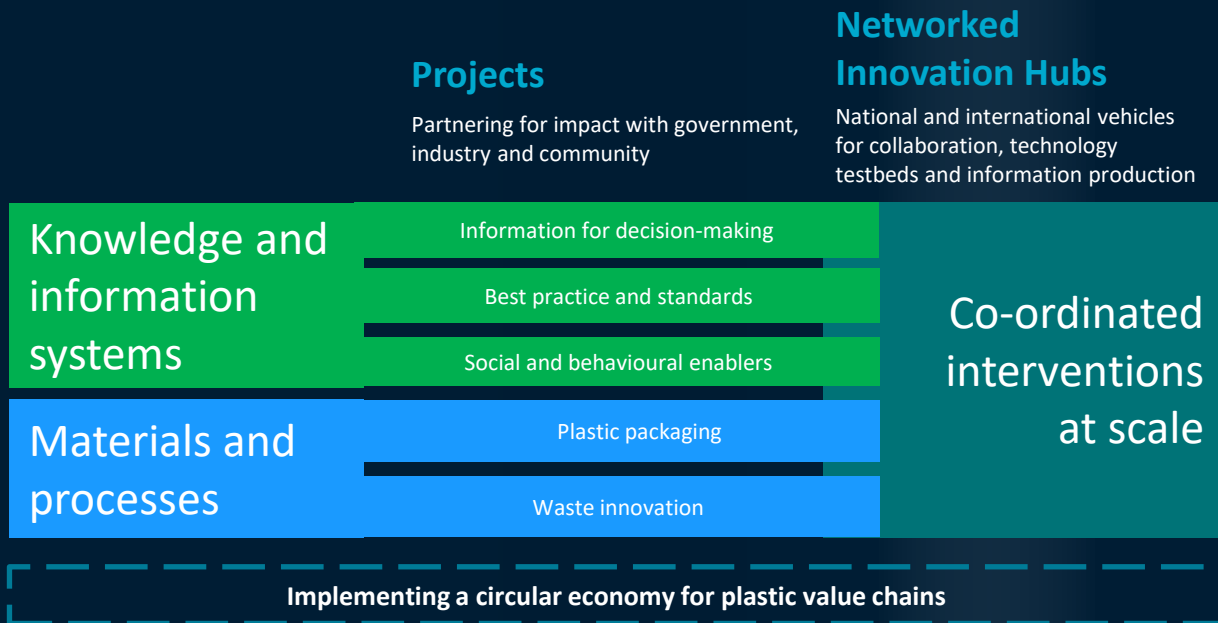 Projects
Partnering for impact with government,
industry and community
Networked
Innovation Hubs
National and international vehicles
for collaboration, technology
testbeds and information production
Knowledge and
information
systems
Information for decision-making
Best practice and standards
Social and behavioural enablers
Materials and
processes
Plastic packaging
Waste innovation
Co-ordinated
interventions
at scale
Implementing a circular economy for plastic value chains